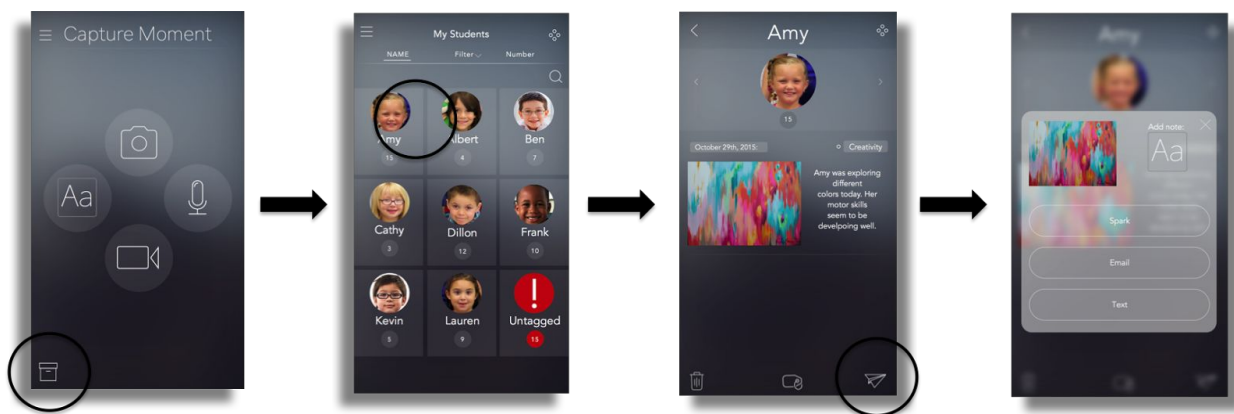 Capture Moment
Aa
My Students
NAME Filter Number
Amy Albert Ben
15 4 7
Cathy Dillon Frank
3 12 10
Kevin Lauren Untagged
5 9 15
Amy
15
October 29th, 2015: Creativity
Amy was exploring
different
colors today. Her
motor skills
seem to be
develpoing well.
Amy
Add note:
Aa
Spark
Email
Text